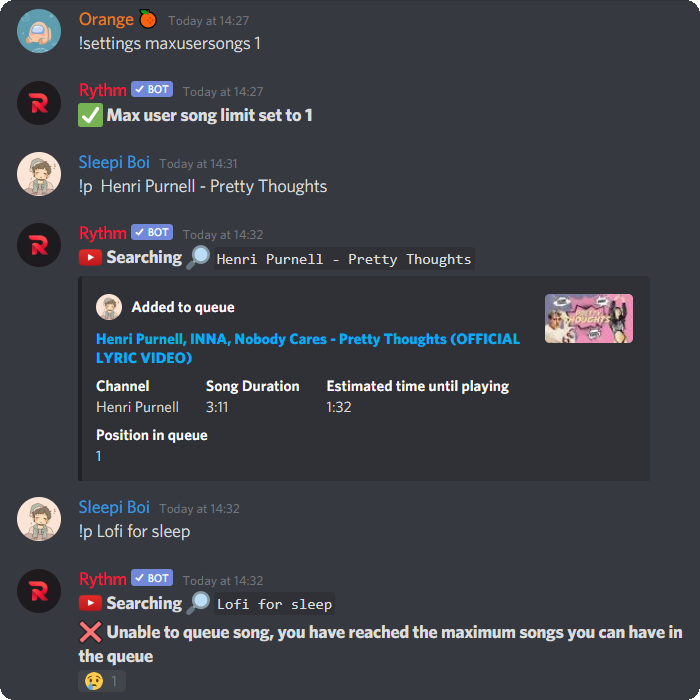 Orange 🍊 Today at 14:27
!settings maxusersongs 1
Rythm ✓ BOT Today at 14:27
✅ Max user song limit set to 1
Sleepi Boi Today at 14:31
!p Henri Purnell - Pretty Thoughts
Rythm ✓ BOT Today at 14:32
Searching 🔎 Henri Purnell - Pretty Thoughts
Added to queue
PRETTY
THOUGHTS
Henri Purnell, INNA, Nobody Cares - Pretty Thoughts (OFFICIAL
LYRIC VIDEO)
Channel Song Duration Estimated time until playing
Henri Purnell 3:11 1:32
Position in queue
1
Sleepi Boi Today at 14:32
!p Lofi for sleep
Rythm ✓ BOT Today at 14:32
Searching 🔎 Lofi for sleep
❌ Unable to queue song, you have reached the maximum songs you can have in
the queue
😢 1